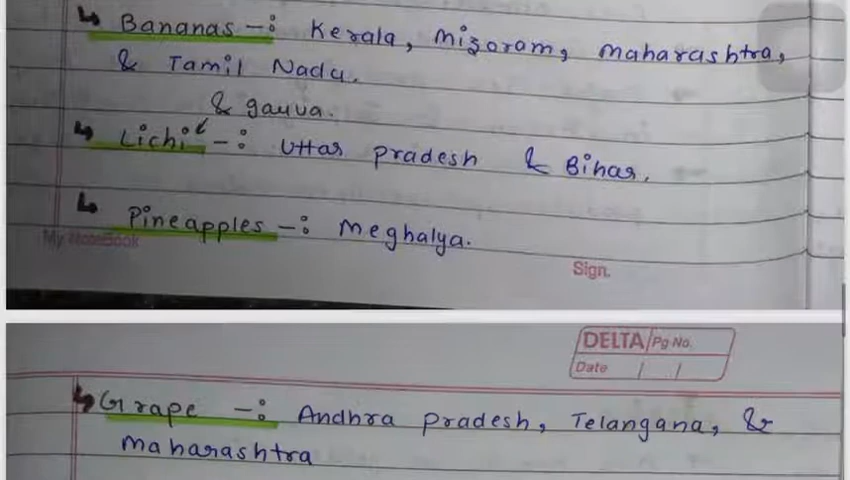 ↳ Bananas -: Kerala, Mizoram, Maharashtra,
& Tamil Nadu.
& gauva.
↳ Lichi -: Uttar pradesh & Bihar.
↳ Pineapples -: Meghalya.
My NoteBook
Sign.
DELTA Pg No.
Date / /
↳ Grape -: Andhra pradesh, Telangana, &
Maharashtra